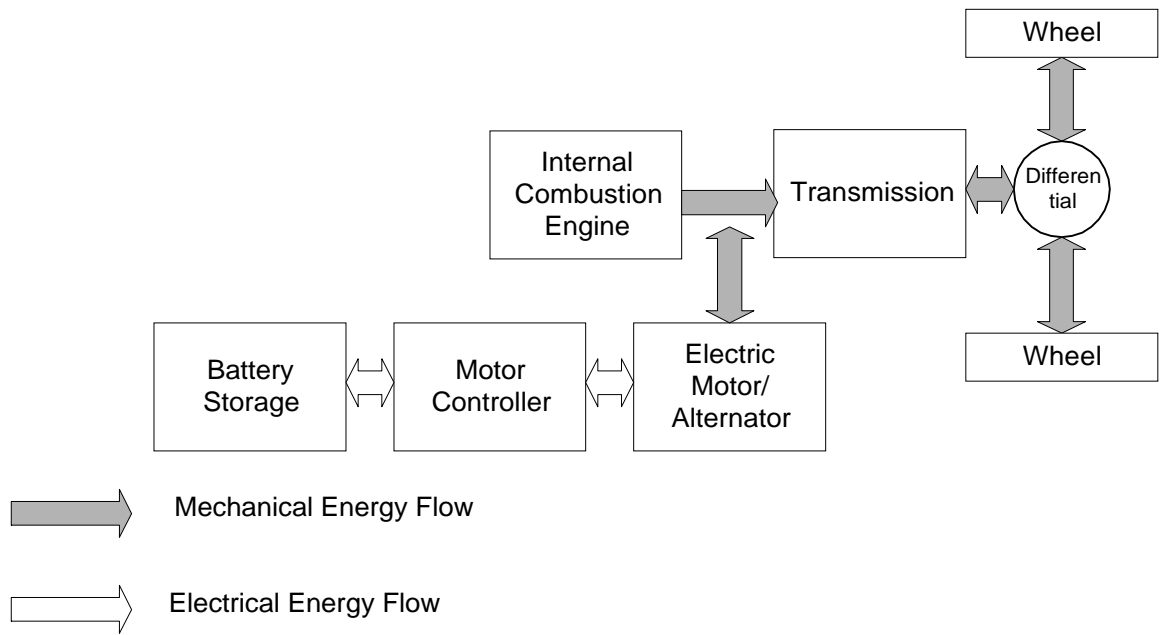 Wheel
Internal
Combustion
Engine
Transmission
Differen
tial
Battery
Storage
Motor
Controller
Electric
Motor/
Alternator
Wheel
Mechanical Energy Flow
Electrical Energy Flow